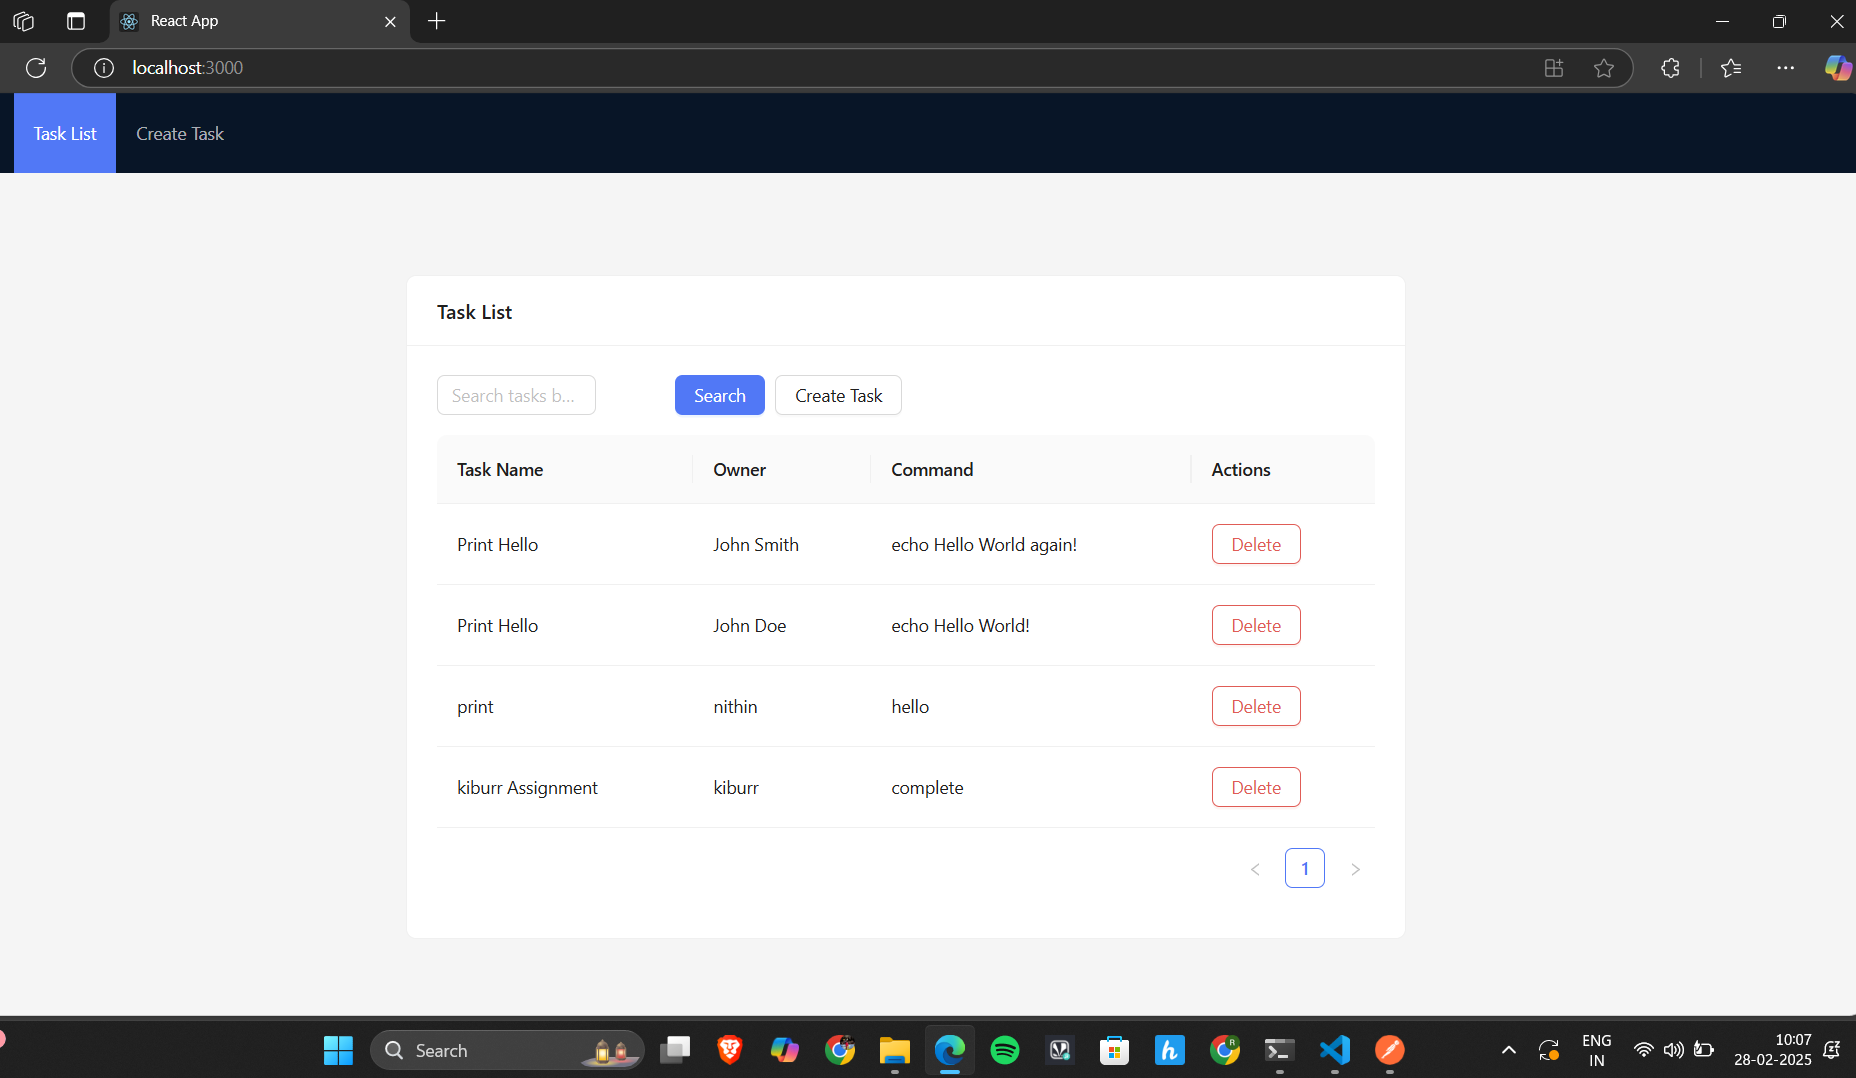 React App
localhost:3000
Task List
Create Task
Task List
Search tasks b...
Search
Create Task
Task Name
Owner
Command
Actions
Print Hello
John Smith
echo Hello World again!
Delete
Print Hello
John Doe
echo Hello World!
Delete
print
nithin
hello
Delete
kiburr Assignment
kiburr
complete
Delete
1
Search
ENG
IN
10:07
28-02-2025